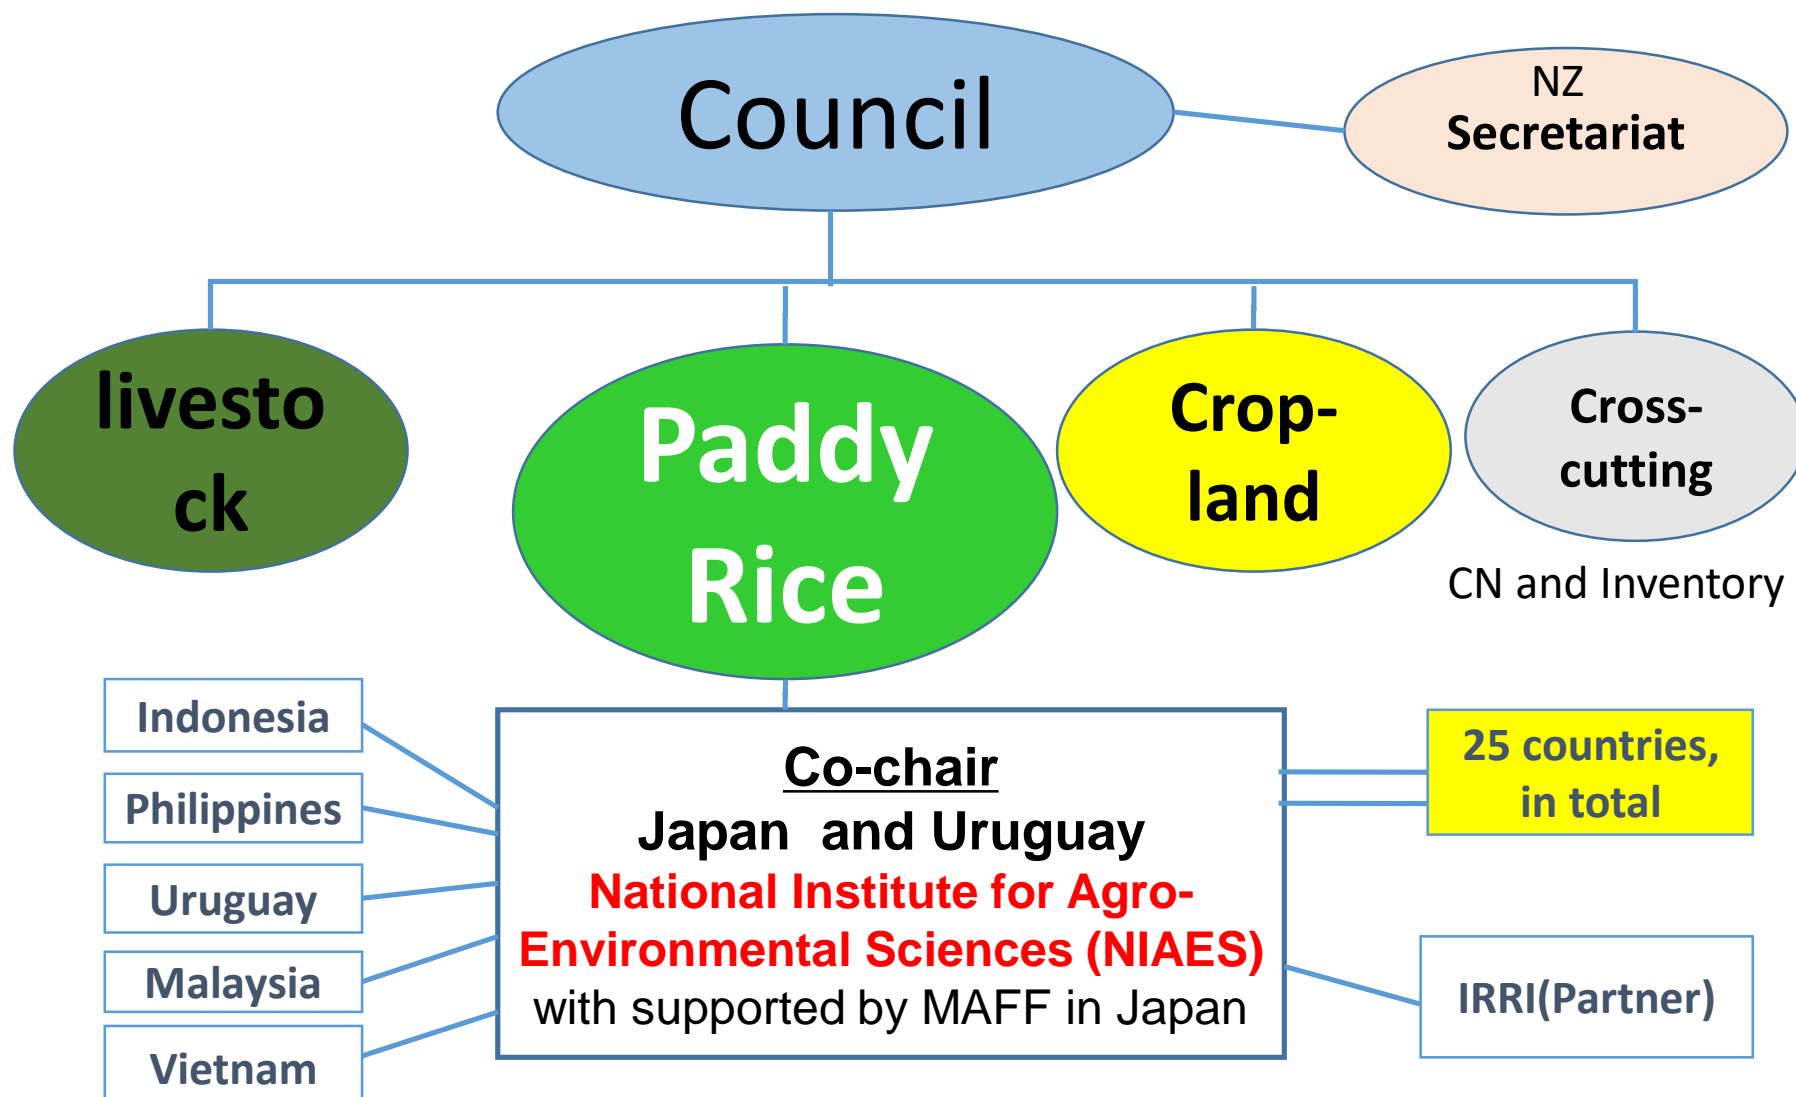 Council
NZ
Secretariat
livesto
ck
Paddy
Rice
Crop-
land
Cross-
cutting
CN and Inventory
Indonesia
Philippines
Uruguay
Malaysia
Vietnam
Co-chair
Japan  and Uruguay
National Institute for Agro-
Environmental Sciences (NIAES)
with supported by MAFF in Japan
25 countries,
in total
IRRI(Partner)